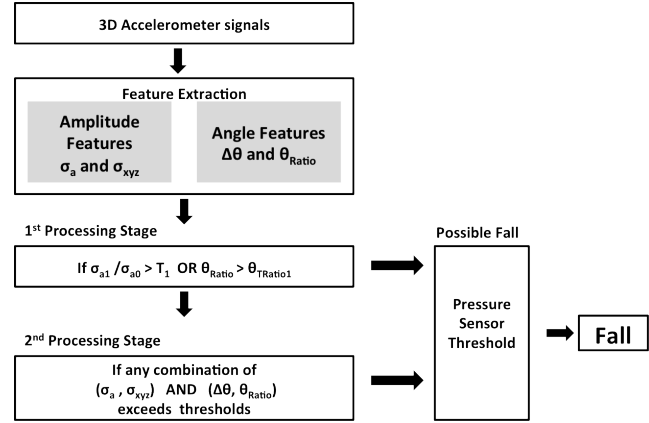 3D Accelerometer signals
Feature Extraction
Amplitude
Features
σa and σxyz
Angle Features
Δθ and θRatio
1st Processing Stage
If σa1 /σa0 > T1 OR θRatio > θTRatio1
2nd Processing Stage
If any combination of
(σa , σxyz) AND (Δθ, θRatio)
exceeds thresholds
Possible Fall
Pressure
Sensor
Threshold
Fall